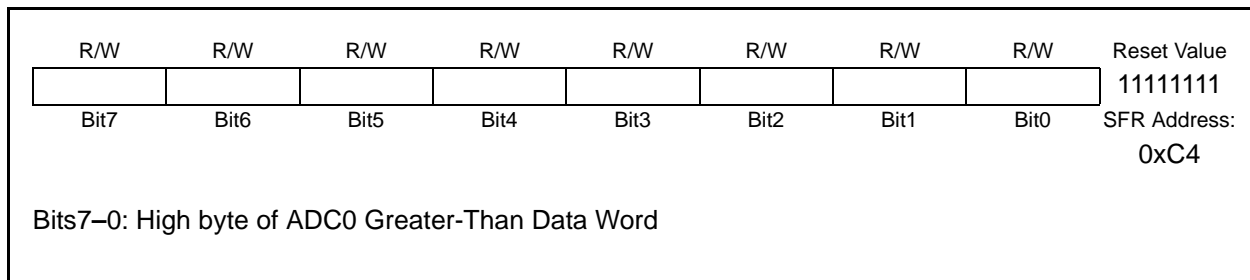 R/W R/W R/W R/W R/W R/W R/W R/W Reset Value
11111111
Bit7 Bit6 Bit5 Bit4 Bit3 Bit2 Bit1 Bit0 SFR Address:
0xC4
Bits7–0: High byte of ADC0 Greater-Than Data Word